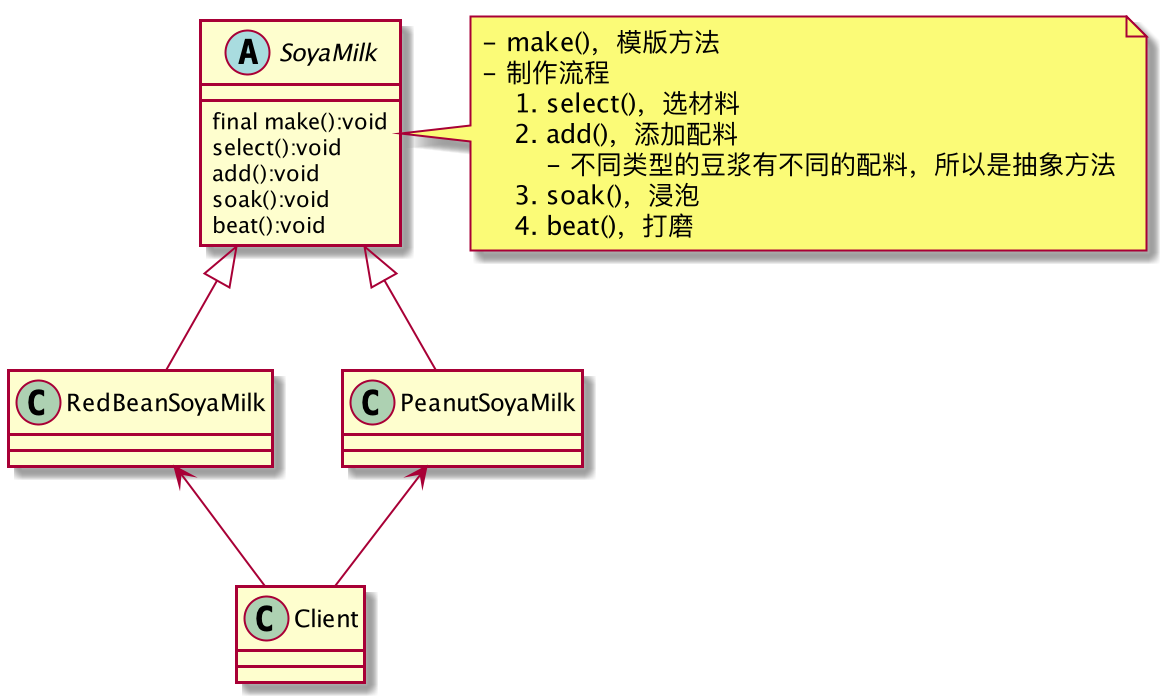 A SoyaMilk
final make():void
select():void
add():void
soak():void
beat():void
- make()，模版方法
- 制作流程
1. select()，选材料
2. add()，添加配料
- 不同类型的豆浆有不同的配料，所以是抽象方法
3. soak()，浸泡
4. beat()，打磨
C RedBeanSoyaMilk
C PeanutSoyaMilk
C Client